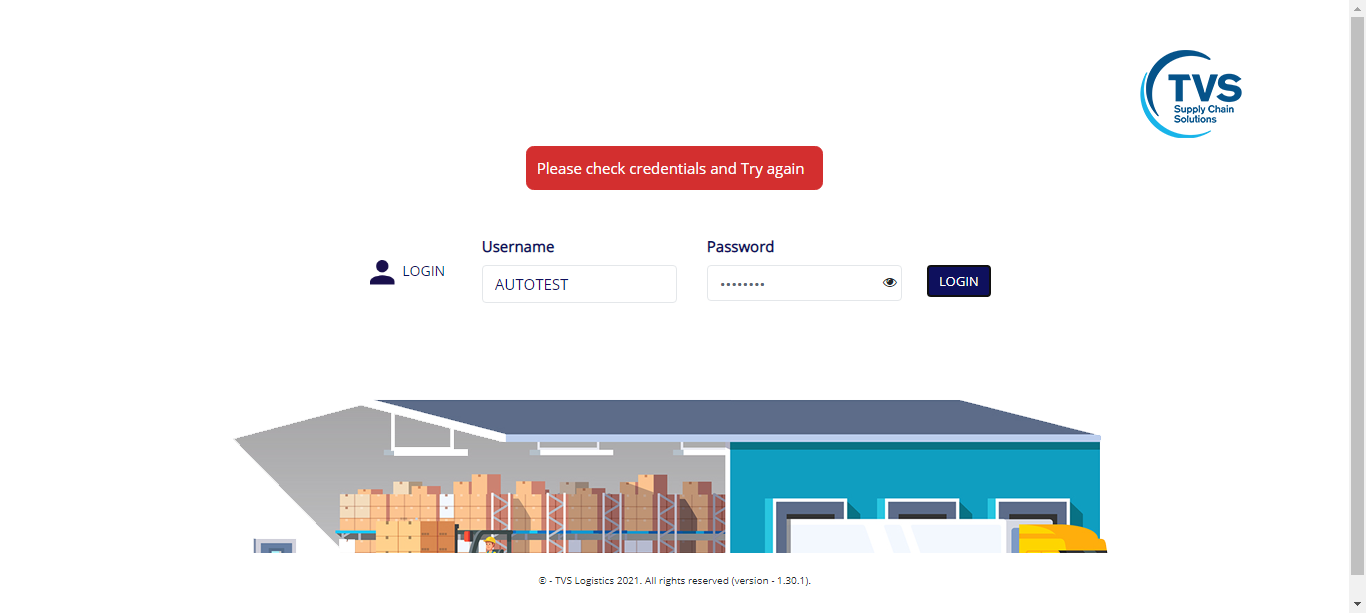 TVS
Supply Chain
Solutions
Please check credentials and Try again
LOGIN
Username
AUTOTEST
Password
••••••••
LOGIN
© - TVS Logistics 2021. All rights reserved (version - 1.30.1).